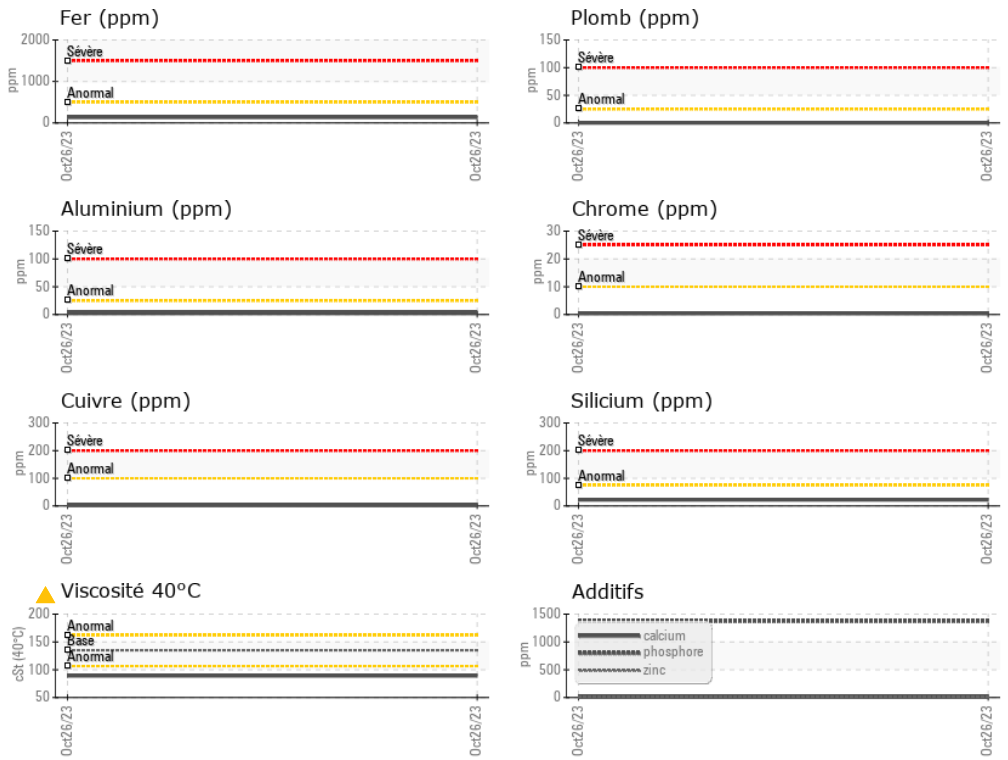 Fer (ppm)
2000
1000
0
ppm
Sévère
Anormal
Oct26/23
Oct26/23
Plomb (ppm)
150
100
50
0
ppm
Sévère
Anormal
Oct26/23
Oct26/23
Aluminium (ppm)
150
100
50
0
ppm
Sévère
Anormal
Oct26/23
Oct26/23
Chrome (ppm)
30
20
10
0
ppm
Sévère
Anormal
Oct26/23
Oct26/23
Cuivre (ppm)
300
200
100
0
ppm
Sévère
Anormal
Oct26/23
Oct26/23
Silicium (ppm)
300
200
100
0
ppm
Sévère
Anormal
Oct26/23
Oct26/23
Viscosité 40°C
200
150
100
50
cSt (40°C)
Anormal
Base
Anormal
Oct26/23
Oct26/23
Additifs
1500
1000
500
0
ppm
calcium
phosphore
zinc
Oct26/23
Oct26/23